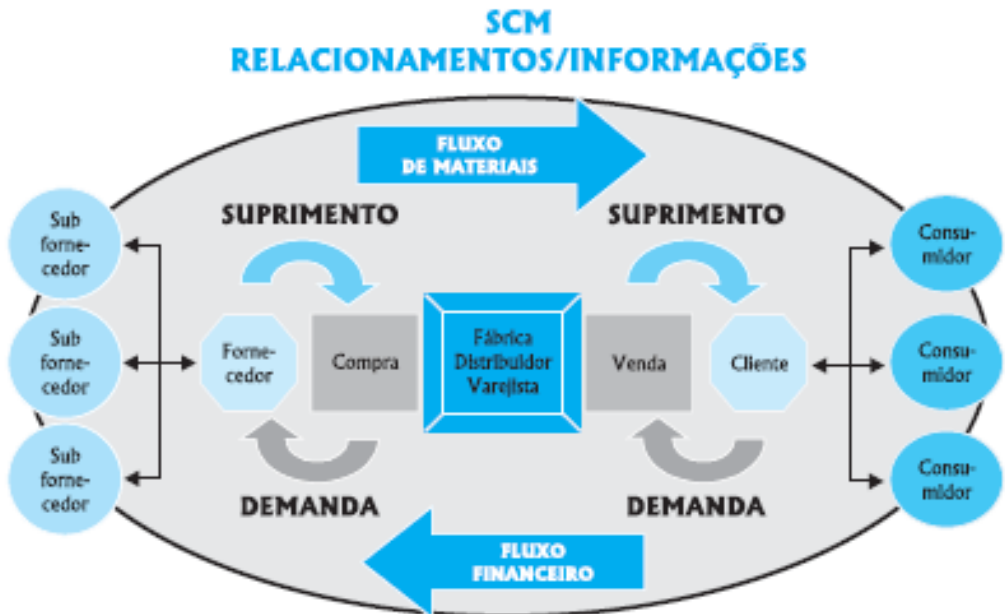 SCM
RELACIONAMENTOS/INFORMAÇÕES
FLUXO
DE MATERIAIS
SUPRIMENTO
SUPRIMENTO
Sub
forne-
cedor
Sub
forne-
cedor
Sub
forne-
cedor
Forne-
cedor
Compra
Fábrica
Distribuidor
Varejista
Venda
Cliente
Consu-
midor
Consu-
midor
Consu-
midor
DEMANDA
DEMANDA
FLUXO
FINANCEIRO